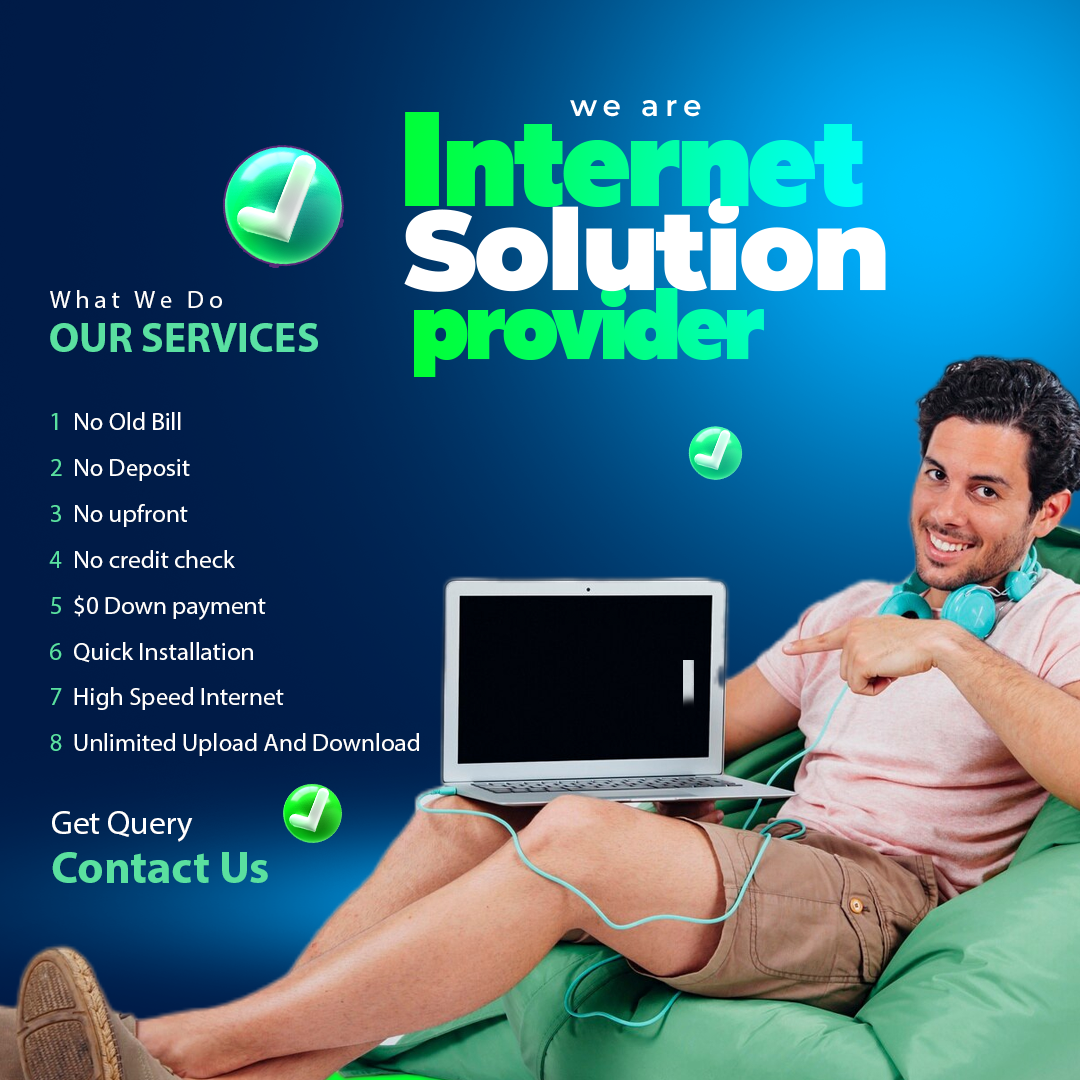 we are
Internet
Solution
provider
What We Do
OUR SERVICES
1 No Old Bill
2 No Deposit
3 No upfront
4 No credit check
5 $0 Down payment
6 Quick Installation
7 High Speed Internet
8 Unlimited Upload And Download
Get Query
Contact Us